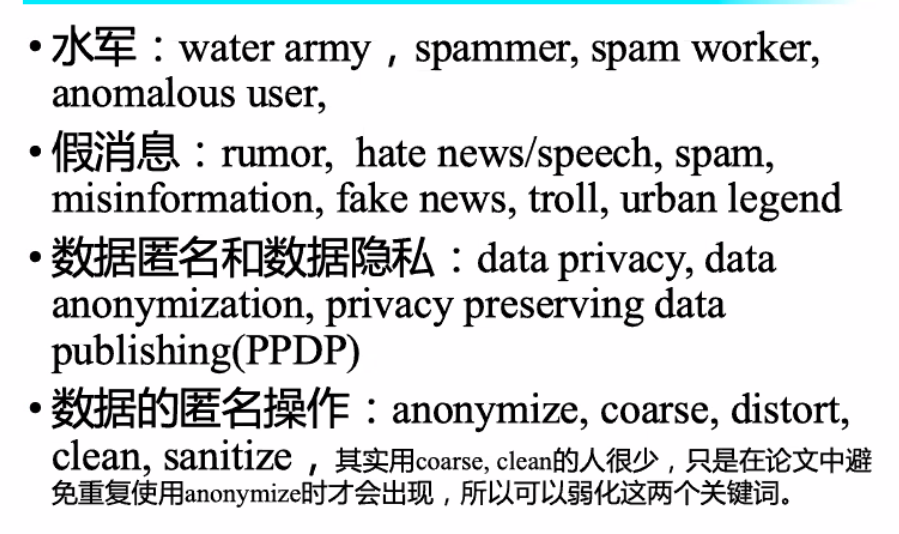 • 水军：water army，spammer, spam worker,
anomalous user,
• 假消息：rumor, hate news/speech, spam,
misinformation, fake news, troll, urban legend
• 数据匿名和数据隐私：data privacy, data
anonymization, privacy preserving data
publishing(PPDP)
• 数据的匿名操作：anonymize, coarse, distort,
clean, sanitize，其实用coarse, clean的人很少，只是在论文中避
免重复使用anonymize时才会出现，所以可以弱化这两个关键词。